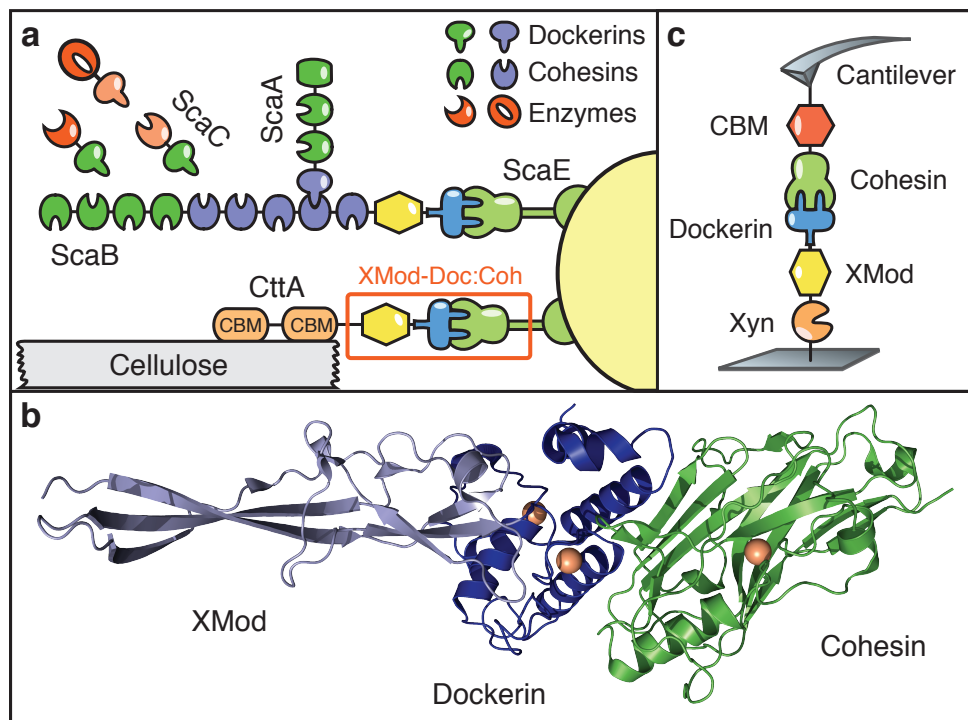 a
Dockerins
Cohesins
Enzymes
ScaC
ScaA
ScaE
ScaB
CttA
XMod-Doc:Coh
CBM
CBM
Cellulose
c
Cantilever
CBM
Cohesin
Dockerin
XMod
Xyn
b
XMod
Dockerin
Cohesin